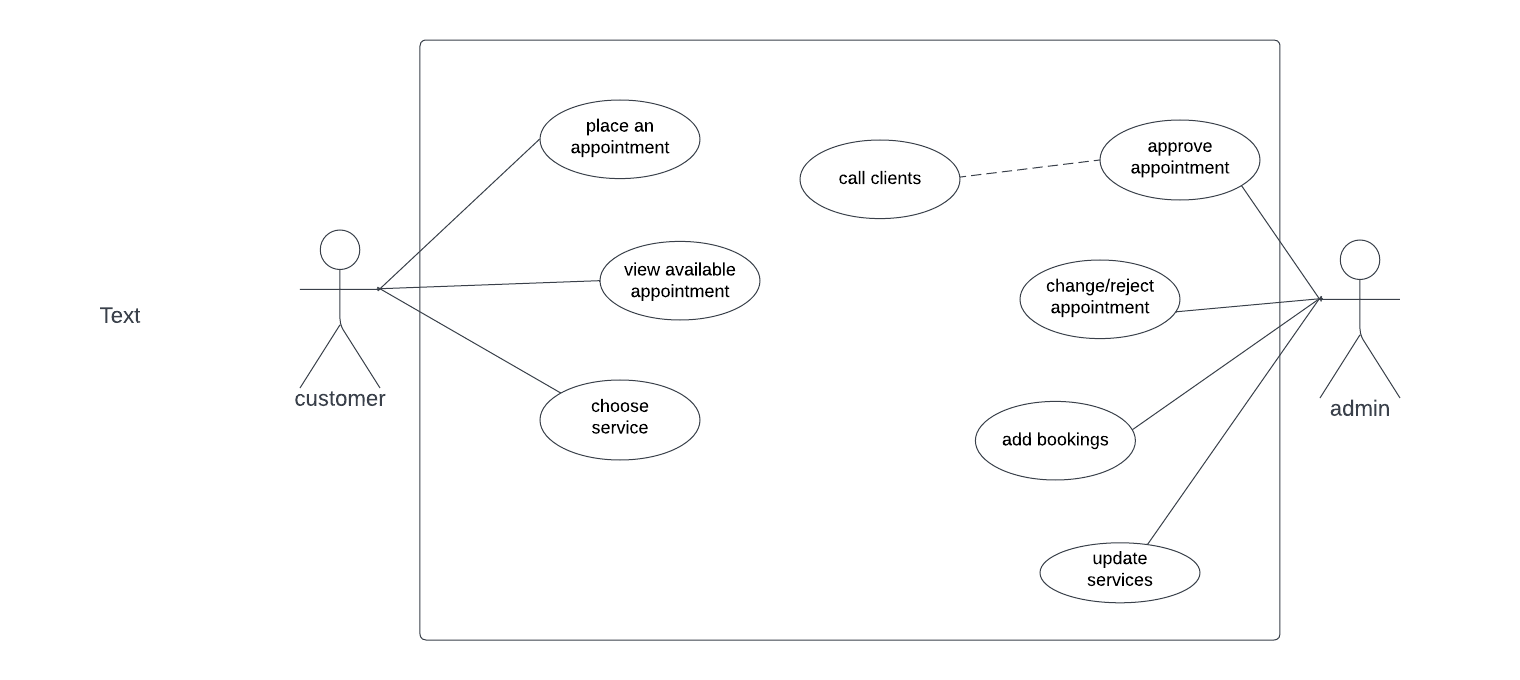 place an
appointment
call clients
approve
appointment
view available
appointment
change/reject
appointment
Text
customer
admin
choose
service
add bookings
update
services